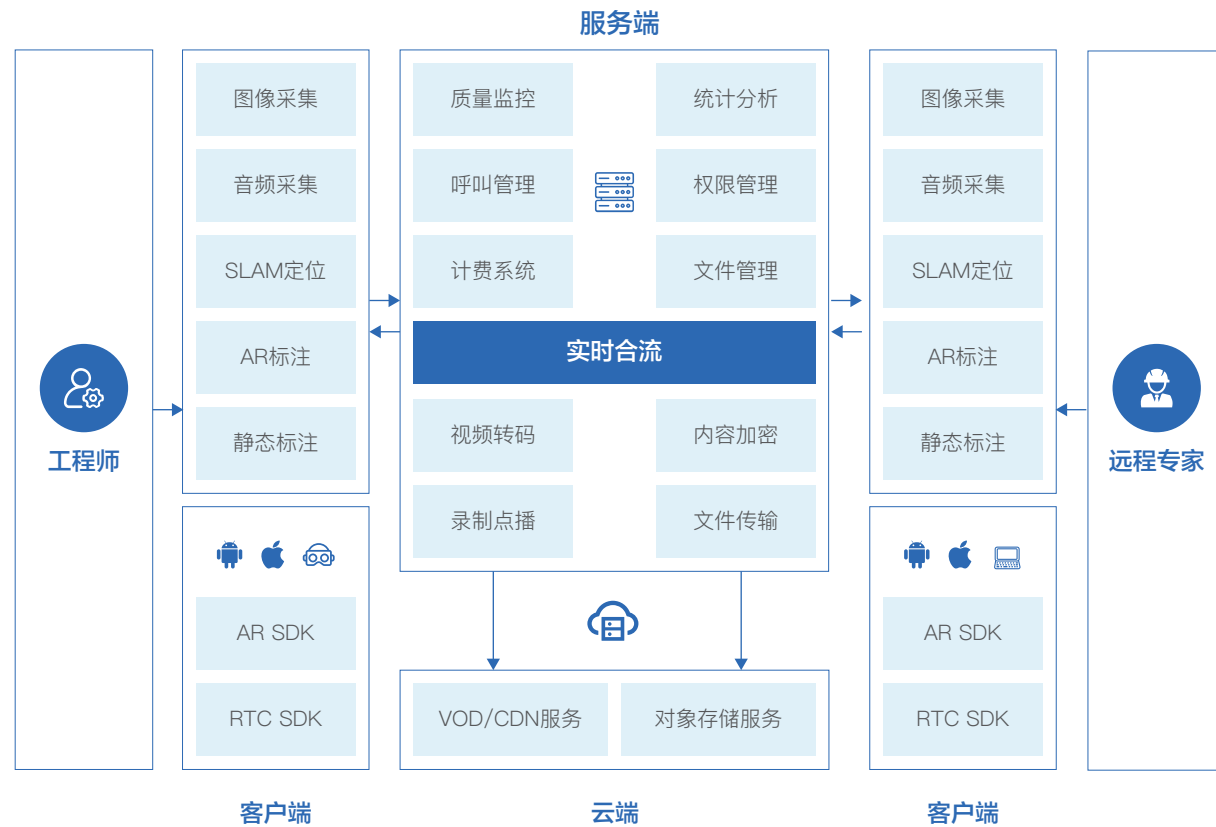 服务端
图像采集
音频采集
SLAM定位
AR标注
静态标注
质量监控
统计分析
呼叫管理
权限管理
计费系统
文件管理
实时合流
视频转码
内容加密
录制点播
文件传输
图像采集
音频采集
SLAM定位
AR标注
静态标注
工程师
远程专家
AR SDK
RTC SDK
VOD/CDN服务
对象存储服务
AR SDK
RTC SDK
客户端
云端
客户端